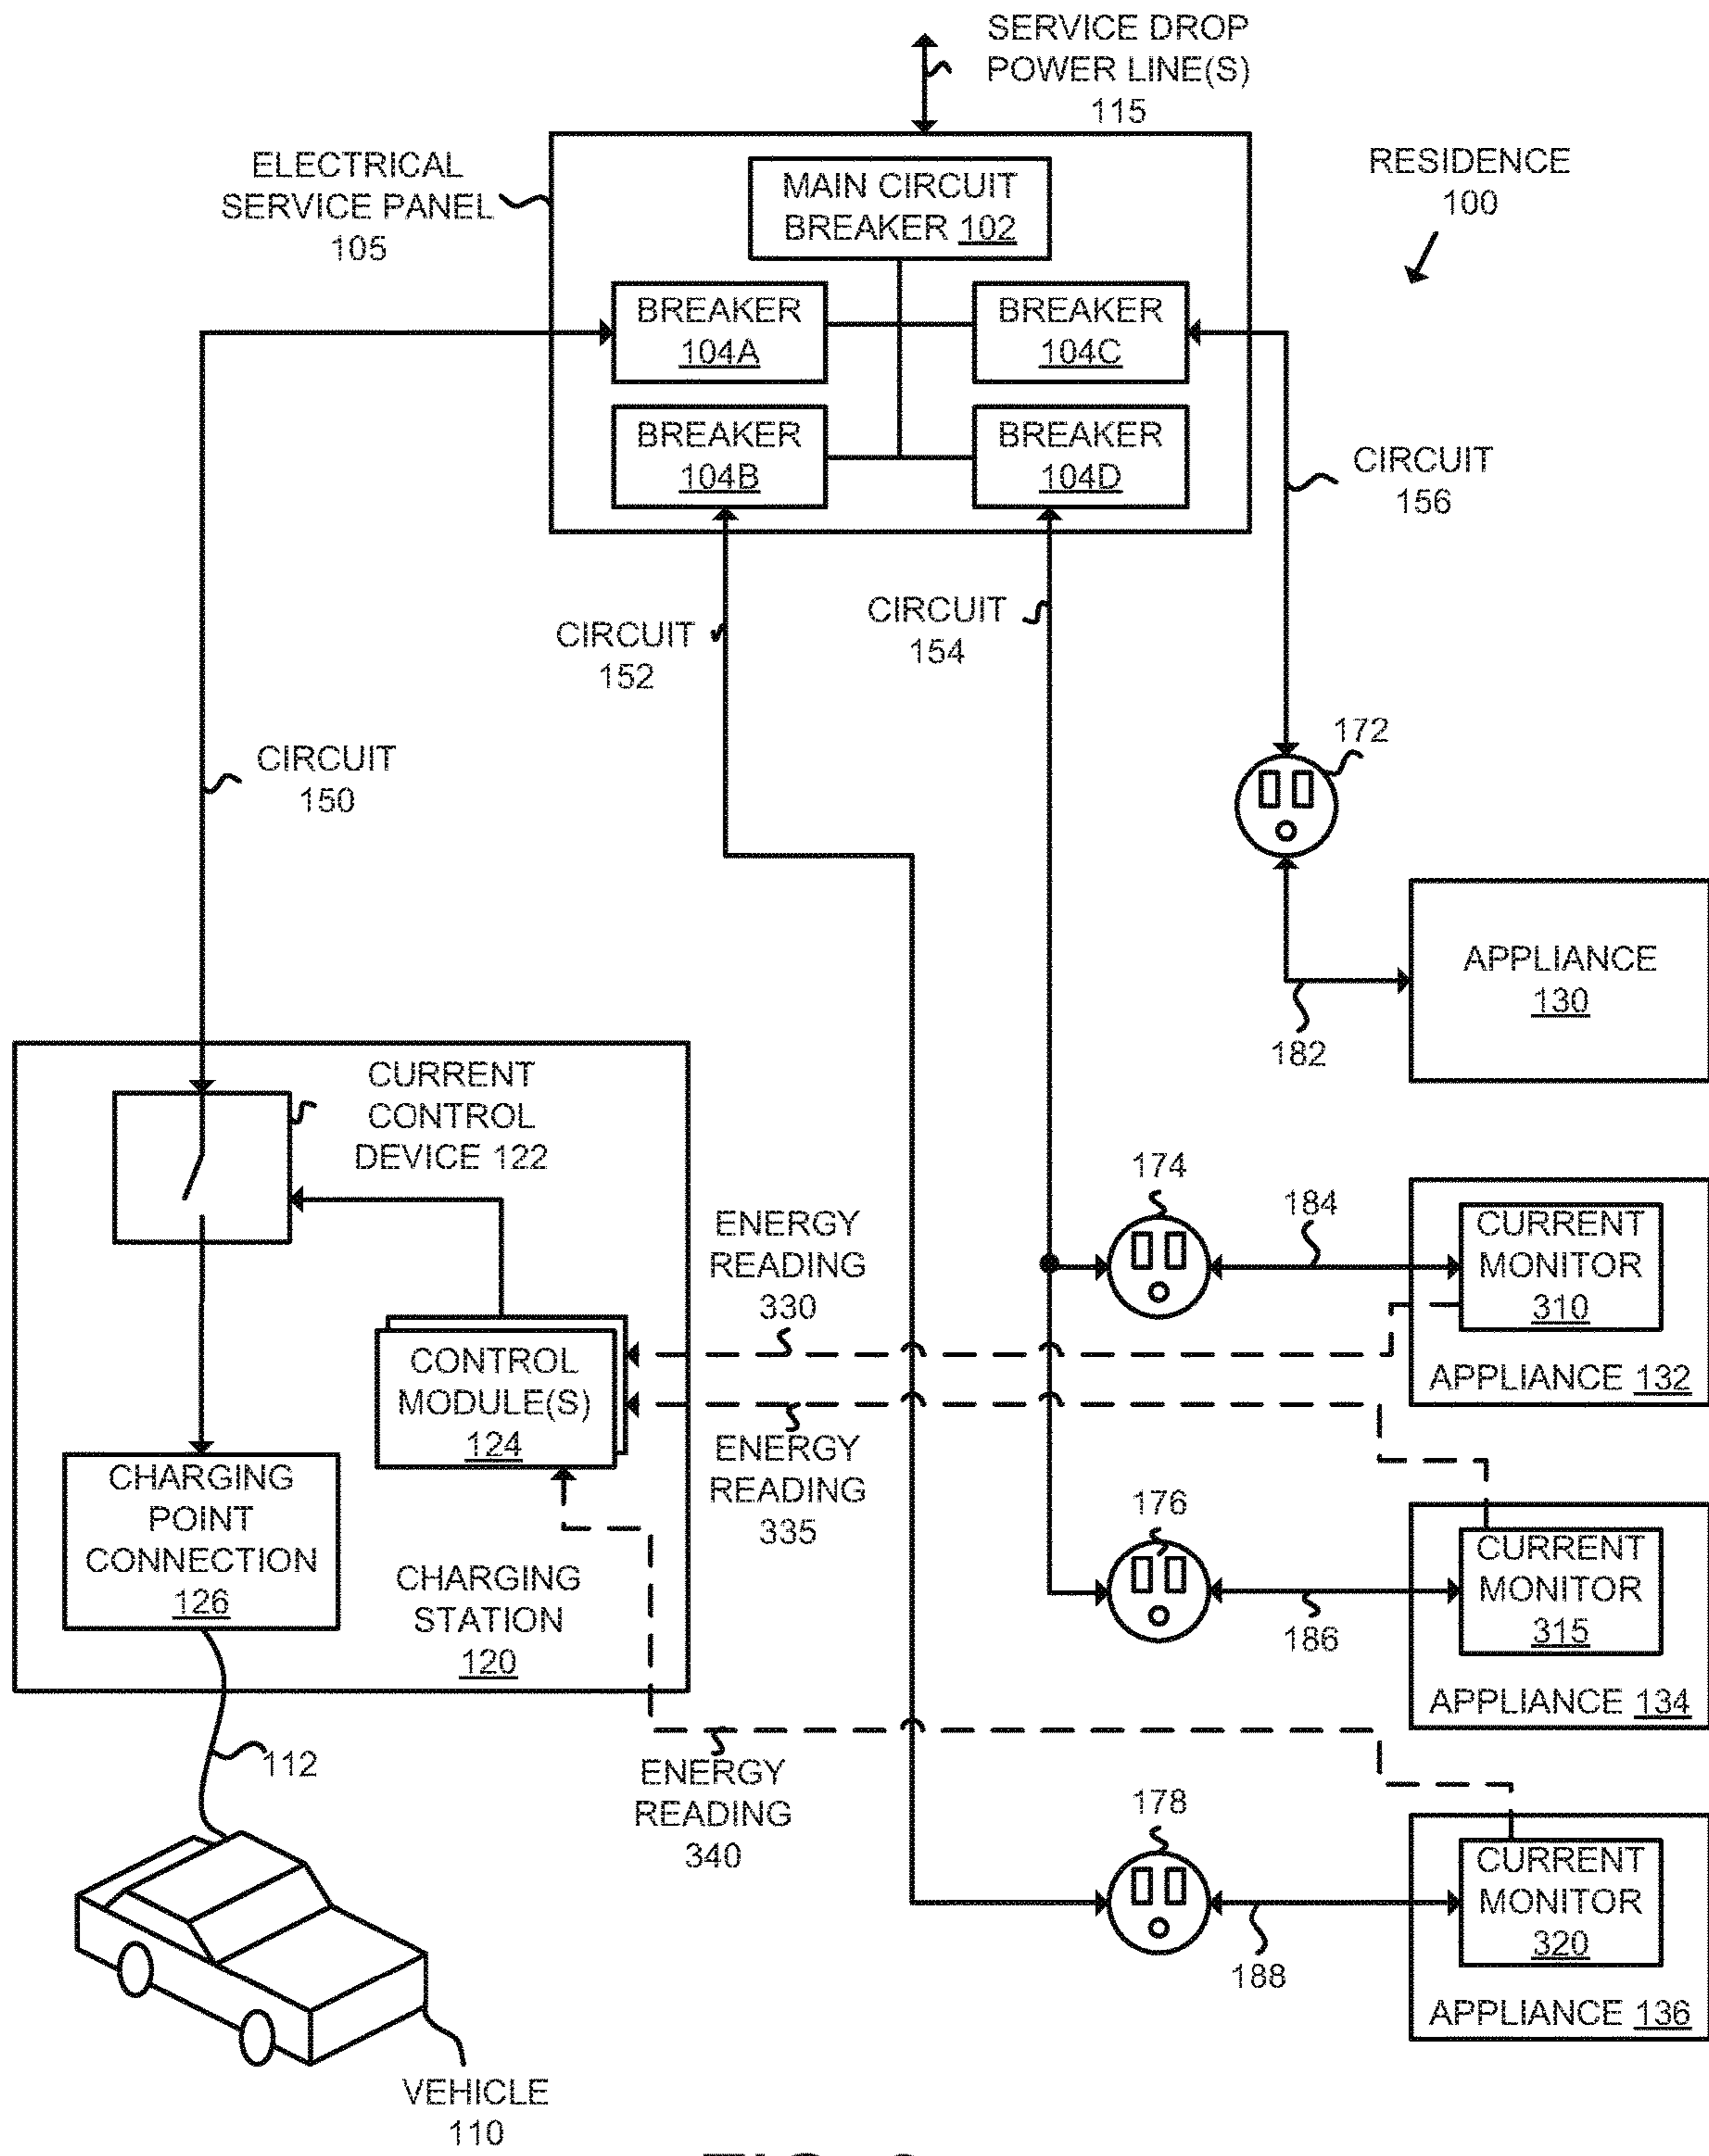 SERVICE DROP
POWER LINE(S)
115
ELECTRICAL
SERVICE PANEL
105
MAIN CIRCUIT
BREAKER 102
RESIDENCE
100
BREAKER
104A
BREAKER
104C
BREAKER
104B
BREAKER
104D
CIRCUIT
156
CIRCUIT
152
CIRCUIT
154
CIRCUIT
150
172
APPLIANCE
130
182
CURRENT
CONTROL
DEVICE 122
174
184
CURRENT
MONITOR
310
APPLIANCE 132
ENERGY
READING
330
CONTROL
MODULE(S)
124
ENERGY
READING
335
CHARGING
POINT
CONNECTION
126
CHARGING
STATION
120
176
186
CURRENT
MONITOR
315
APPLIANCE 134
112
ENERGY
READING
340
178
188
CURRENT
MONITOR
320
APPLIANCE 136
VEHICLE
110